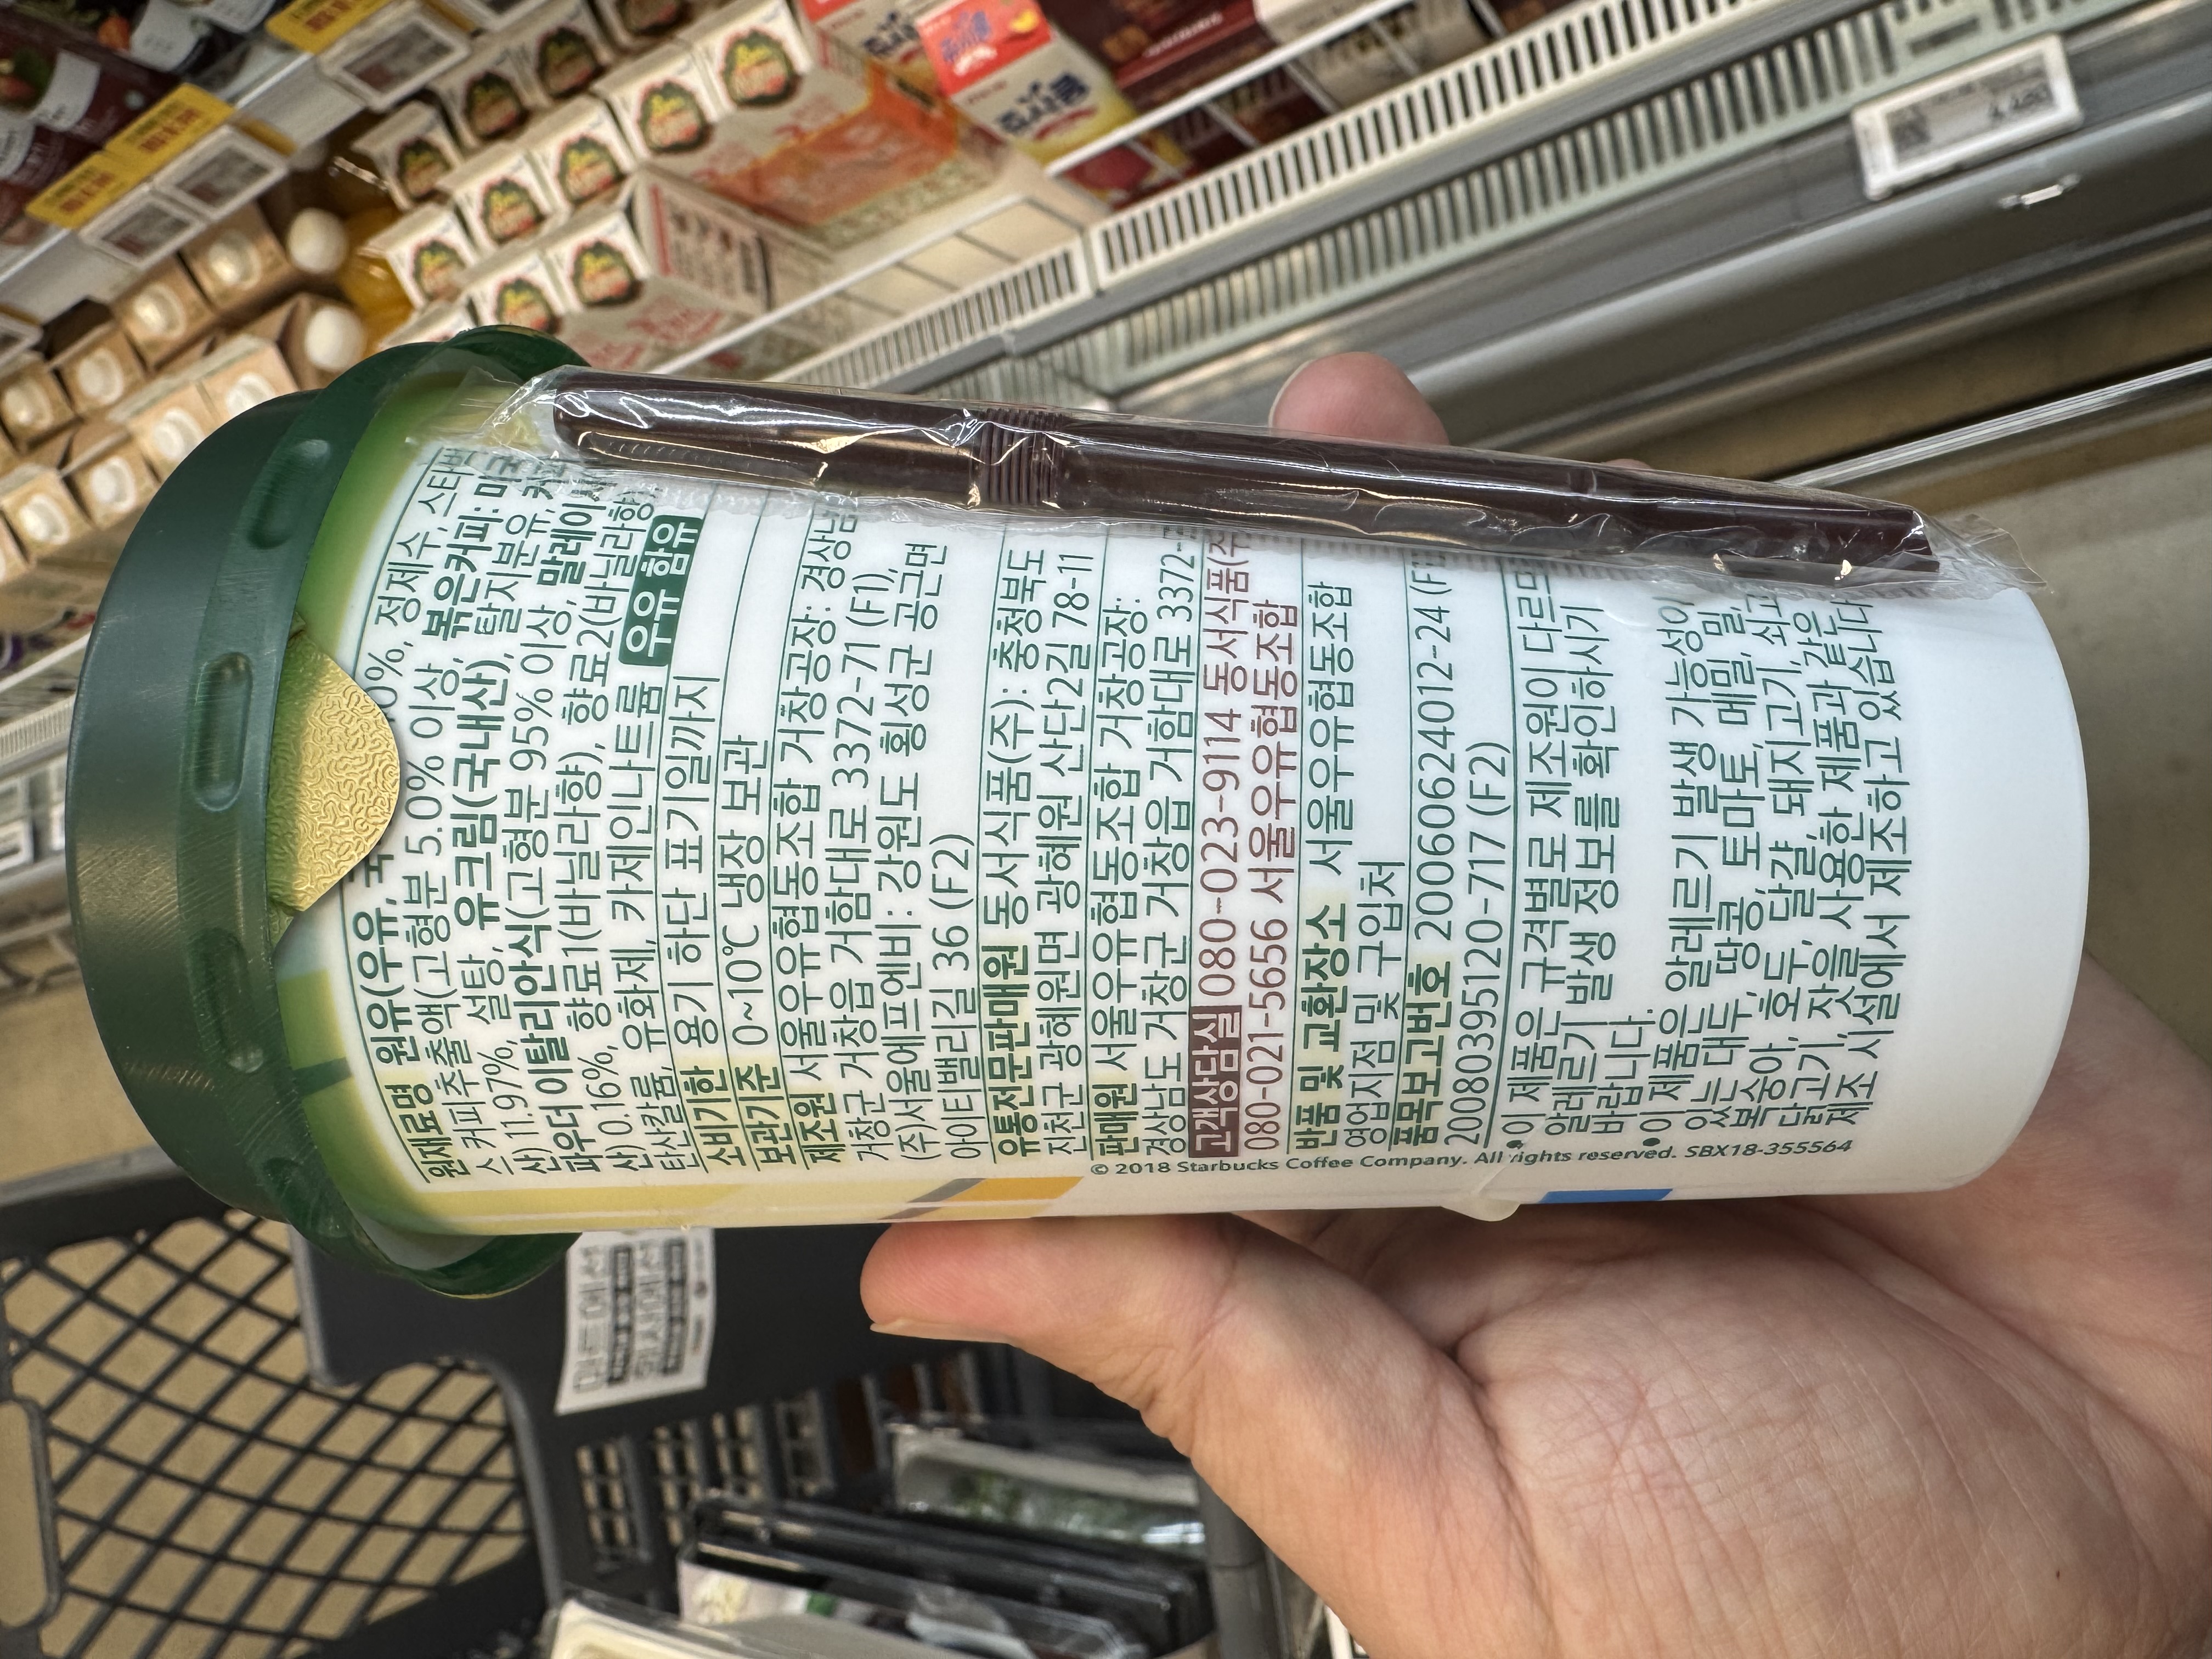 원재료명 원유(우유, 정제수,
스 커피추출액(고형분 5.0% 이상, 볶은커피: 미국
산) 11.97%, 설탕, 유크림(국내산), 탈지분유,
파우더 이탈리안식(고형분 95% 이상,
산) 0.16%, 향료1(바닐라향), 향료2(바닐라향
탄산칼륨, 유화제, 카제인나트륨 우유 함유
소비기한 용기 하단 표기일까지
보관기준 0~10℃ 냉장 보관
제조원 서울우유협동조합 거창공장: 경상남
거창군 거창읍 거함대로 3372-71 (F1),
(주)서울에프엔비: 강원도 횡성군 공근면
아이티밸리길 36 (F2)
유통전문판매원 동서식품(주): 충청북도
진천군 광혜원면 광혜원 산단2길 78-11
판매원 서울우유협동조합 거창공장:
경상남도 거창군 거창읍 거함대로 3372-
고객상담실 080-023-9114 동서식품(주
080-021-5656 서울우유협동조합
반품 및 교환장소 서울우유협동조합
영업지점 및 구입처
품목보고번호 20060624012-24 (F1
20080395120-717 (F2)
•이 제품은 규격별로 제조원이 다르므
알레르기 발생 정보를 확인하시기
바랍니다.
•이 제품은 알레르기 발생 가능성이
있는 대두, 땅콩, 토마토, 메밀, 밀,
복숭아, 호두, 달걀, 돼지고기, 쇠고
닭고기, 잣을 사용한 제품과 같은
제조 시설에서 제조하고 있습니다
© 2018 Starbucks Coffee Company. All rights reserved. SBX18-355564